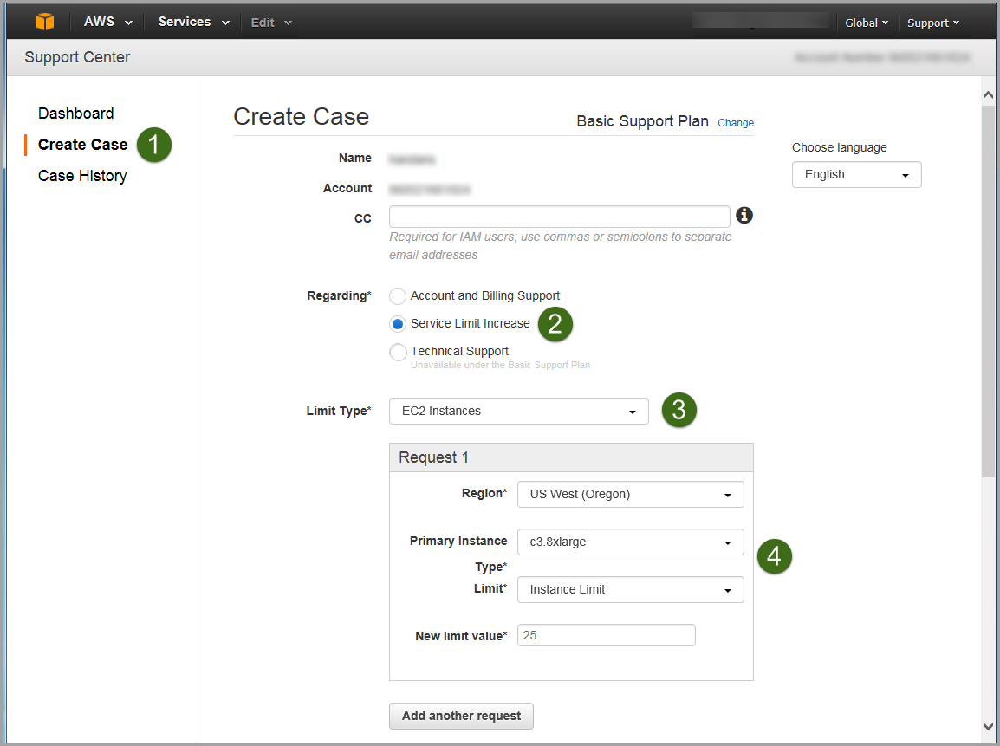 AWS Services Edit Global Support
Support Center
Dashboard
Create Case 1
Case History
Create Case
Basic Support Plan Change
Choose language
English
Name
Account
CC
Required for IAM users; use commas or semicolons to separate
email addresses
Regarding*
Account and Billing Support
Service Limit Increase 2
Technical Support
Unavailable under the Basic Support Plan
Limit Type* EC2 Instances 3
Request 1
Region* US West (Oregon)
Primary Instance c3.8xlarge
Type*
4
Limit* Instance Limit
New limit value* 25
Add another request